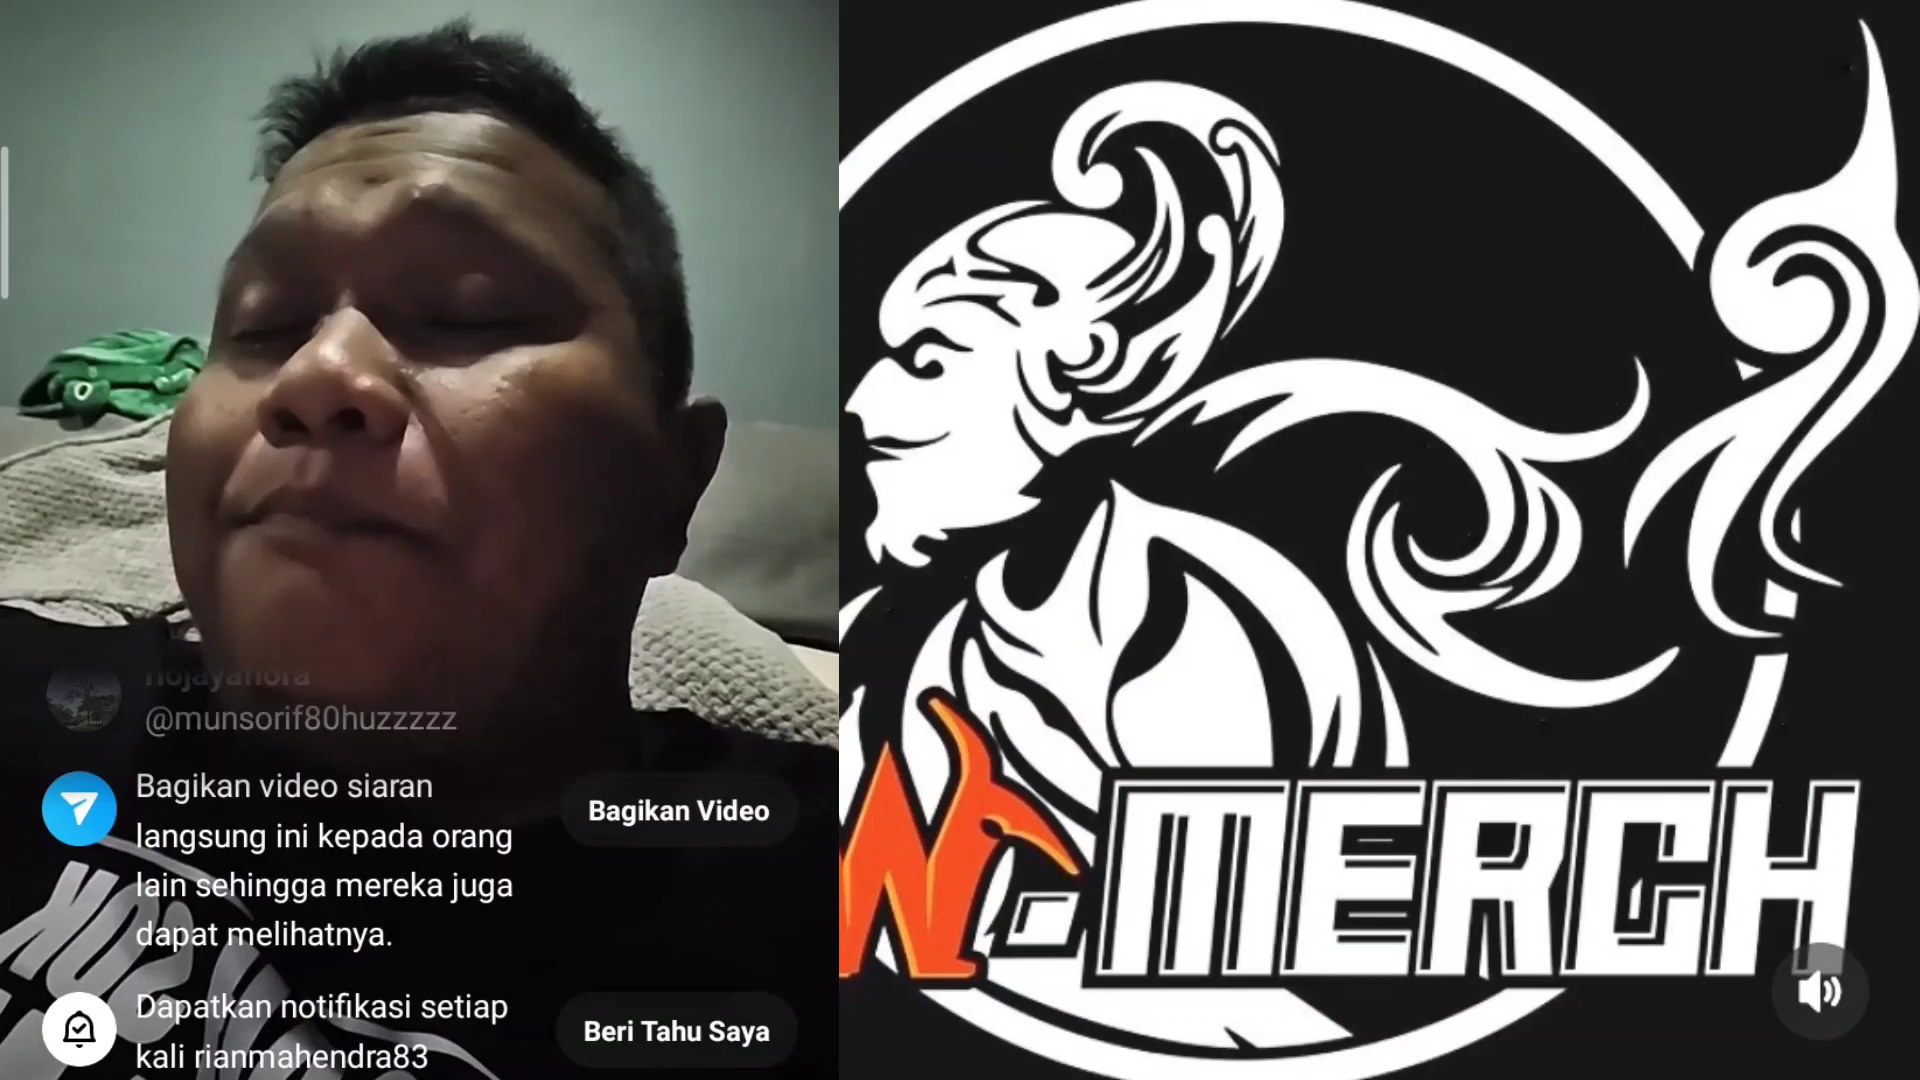 nojayanora
@munsorif80huzzzzz
Bagikan video siaran
langsung ini kepada orang
lain sehingga mereka juga
dapat melihatnya.
Bagikan Video
Dapatkan notifikasi setiap
kali rianmahendra83
Beri Tahu Saya
W-MERCH